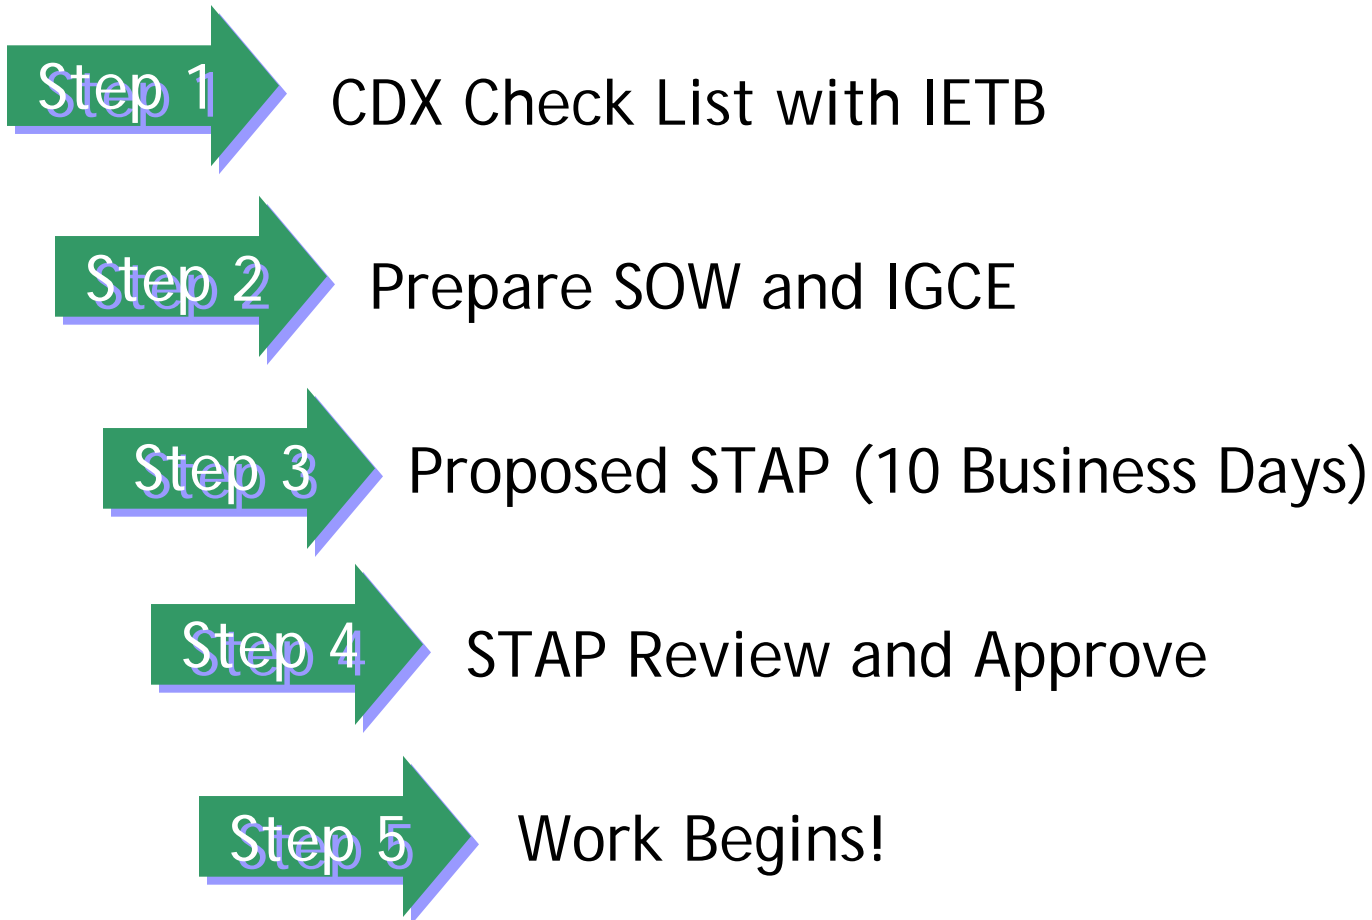 Step 1 CDX Check List with IETB
Step 2 Prepare SOW and IGCE
Step 3 Proposed STAP (10 Business Days)
Step 4 STAP Review and Approve
Step 5 Work Begins!